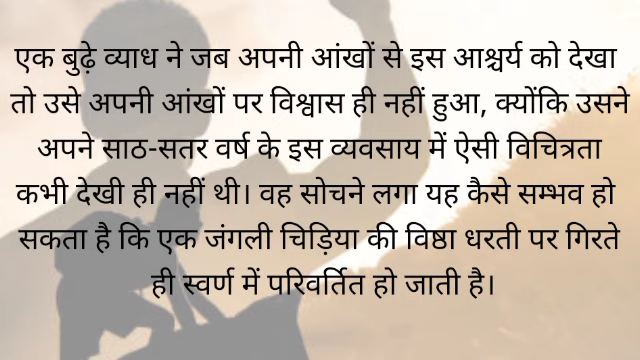 एक बुढ़े व्याध ने जब अपनी आंखों से इस आश्चर्य को देखा
तो उसे अपनी आंखों पर विश्वास ही नहीं हुआ, क्योंकि उसने
अपने साठ-सतर वर्ष के इस व्यवसाय में ऐसी विचित्रता
कभी देखी ही नहीं थी। वह सोचने लगा यह कैसे सम्भव हो
सकता है कि एक जंगली चिड़िया की विष्ठा धरती पर गिरते
ही स्वर्ण में परिवर्तित हो जाती है।